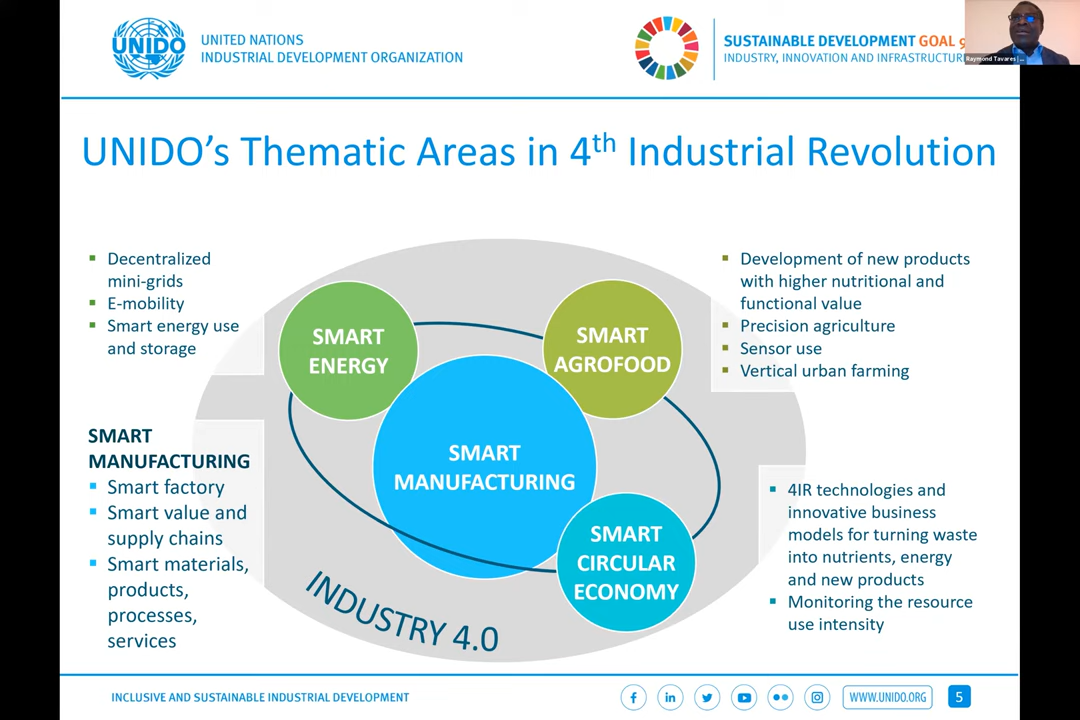 UNIDO
UNITED NATIONS
INDUSTRIAL DEVELOPMENT ORGANIZATION
SUSTAINABLE DEVELOPMENT GOAL 9
INDUSTRY, INNOVATION AND INFRASTRUCTUR
Raymond Tavares | ...
UNIDO's Thematic Areas in 4th Industrial Revolution
▪ Decentralized
mini-grids
▪ E-mobility
▪ Smart energy use
and storage
SMART
MANUFACTURING
▪ Smart factory
▪ Smart value and
supply chains
▪ Smart materials,
products,
processes,
services
SMART
ENERGY
SMART
AGROFOOD
SMART
MANUFACTURING
SMART
CIRCULAR
ECONOMY
INDUSTRY 4.0
▪ Development of new products
with higher nutritional and
functional value
▪ Precision agriculture
▪ Sensor use
▪ Vertical urban farming
▪ 4IR technologies and
innovative business
models for turning waste
into nutrients, energy
and new products
▪ Monitoring the resource
use intensity
INCLUSIVE AND SUSTAINABLE INDUSTRIAL DEVELOPMENT
WWW.UNIDO.ORG
5